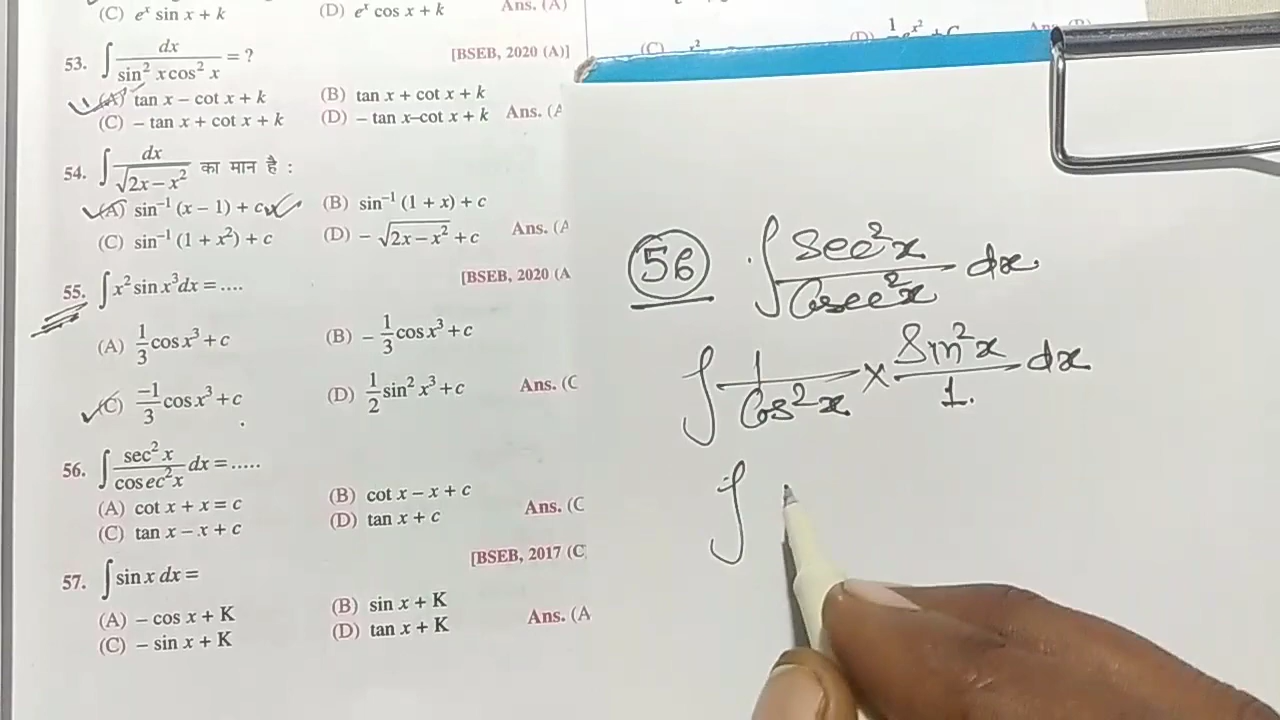 (C) eˣ sin x + k (D) eˣ cos x + k Ans. (A)
53. ∫ dx / sin² x cos² x = ? [BSEB, 2020 (A)]
(A) tan x – cot x + k (B) tan x + cot x + k
(C) – tan x + cot x + k (D) – tan x–cot x + k Ans. (A
54. ∫ dx / √(2x – x²) का मान है :
(A) sin⁻¹ (x – 1) + c (B) sin⁻¹ (1 + x) + c
(C) sin⁻¹ (1 + x²) + c (D) – √(2x – x²) + c Ans. (A
55. ∫ x² sin x³ dx = .... [BSEB, 2020 (A
(A) 1/3 cos x³ + c (B) – 1/3 cos x³ + c
(C) –1/3 cos x³ + c (D) 1/2 sin² x³ + c Ans. (C
56. ∫ sec² x / cosec² x dx = .....
(A) cot x + x = c (B) cot x – x + c
(C) tan x – x + c (D) tan x + c Ans. (C
[BSEB, 2017 (C
57. ∫ sin x dx =
(A) – cos x + K (B) sin x + K
(C) – sin x + K (D) tan x + K Ans. (A
(56) ∫ Sec²x / Cosec²x dx
∫ 1 / Cos²x × Sin²x / 1 dx
∫